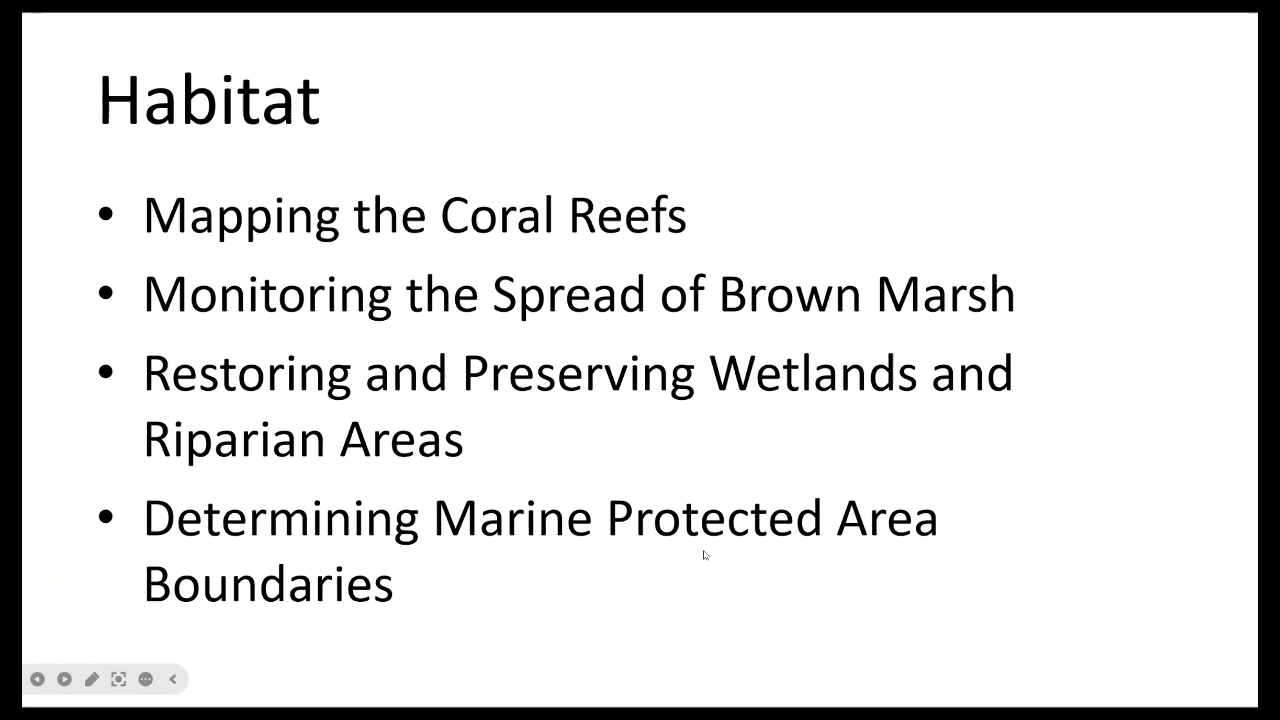 Habitat
• Mapping the Coral Reefs
• Monitoring the Spread of Brown Marsh
• Restoring and Preserving Wetlands and
Riparian Areas
• Determining Marine Protected Area
Boundaries